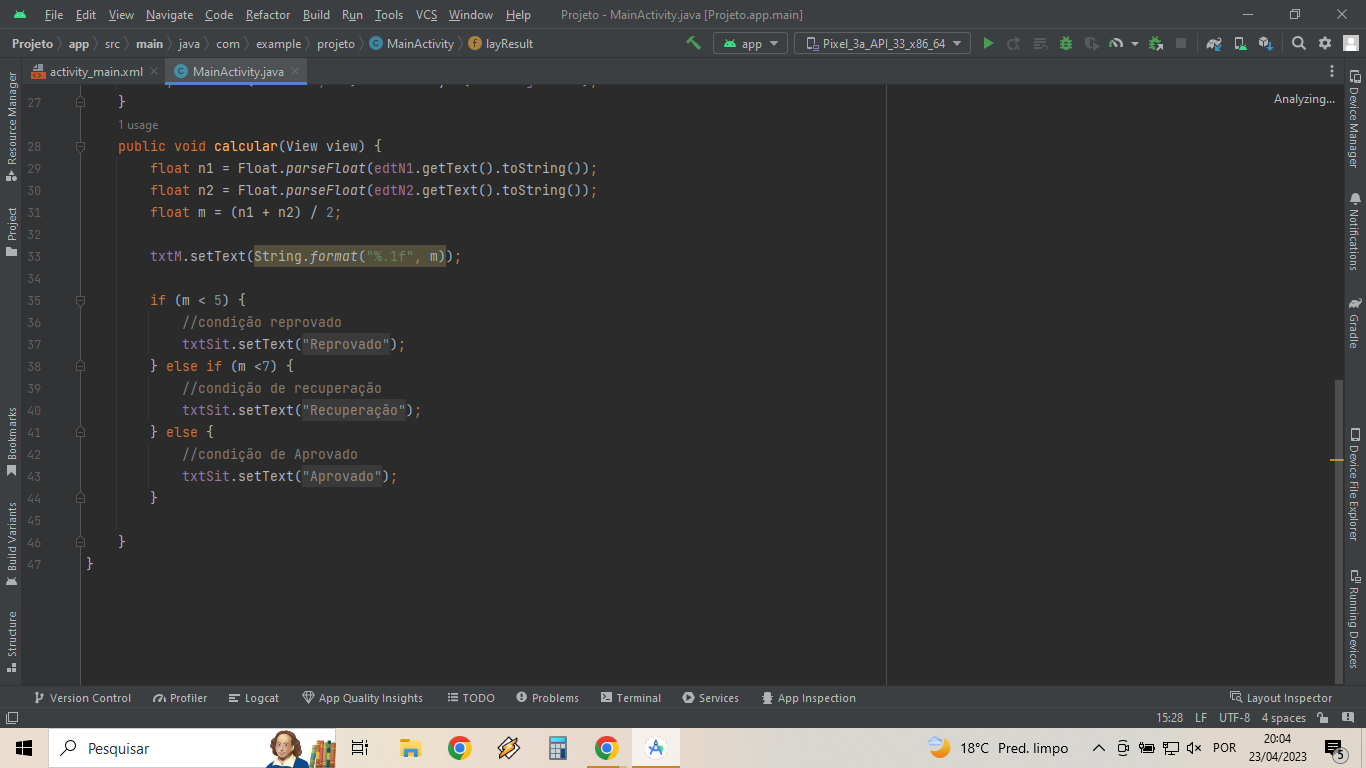 File Edit View Navigate Code Refactor Build Run Tools VCS Window Help Projeto - MainActivity.java [Projeto.app.main]
Projeto app src main java com example projeto MainActivity layResult app Pixel_3a_API_33_x86_64
activity_main.xml MainActivity.java
Analyzing...
27 }
1 usage
28 public void calcular(View view) {
29 float n1 = Float.parseFloat(edtN1.getText().toString());
30 float n2 = Float.parseFloat(edtN2.getText().toString());
31 float m = (n1 + n2) / 2;
32
33 txtM.setText(String.format("%.1f", m));
34
35 if (m < 5) {
36 //condição reprovado
37 txtSit.setText("Reprovado");
38 } else if (m <7) {
39 //condição de recuperação
40 txtSit.setText("Recuperação");
41 } else {
42 //condição de Aprovado
43 txtSit.setText("Aprovado");
44 }
45
46 }
47 }
Resource Manager
Project
Bookmarks
Build Variants
Structure
Device Manager
Notifications
Gradle
Device File Explorer
Running Devices
Version Control Profiler Logcat App Quality Insights TODO Problems Terminal Services App Inspection Layout Inspector
15:28 LF UTF-8 4 spaces
Pesquisar 18°C Pred. limpo POR 20:04
23/04/2023 5